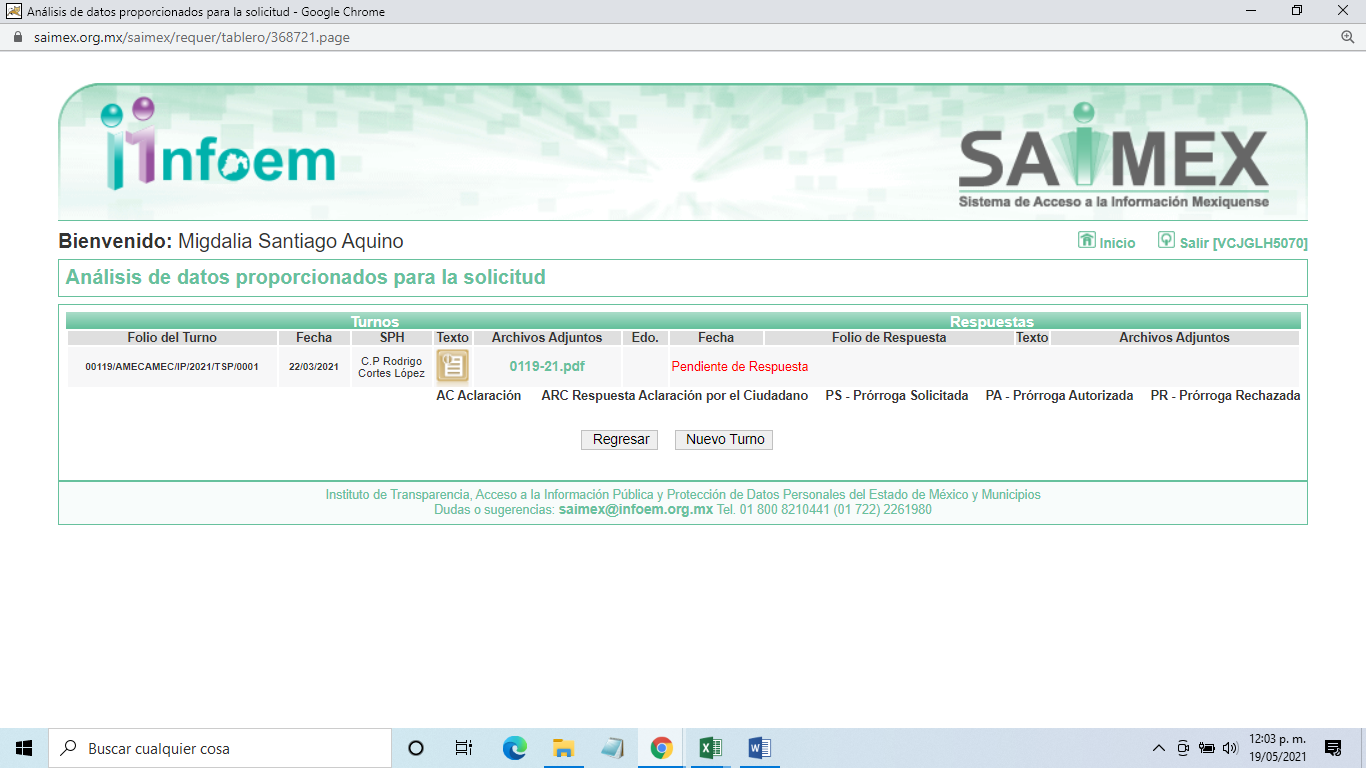 Análisis de datos proporcionados para la solicitud - Google Chrome
saimex.org.mx/saimex/requer/tablero/368721.page
infoem
SAIMEX
Sistema de Acceso a la Información Mexiquense
Bienvenido: Migdalia Santiago Aquino
Inicio Salir [VCJGLH5070]
Análisis de datos proporcionados para la solicitud
Turnos Respuestas
Folio del Turno Fecha SPH Texto Archivos Adjuntos Edo. Fecha Folio de Respuesta Texto Archivos Adjuntos
00119/AMECAMEC/IP/2021/TSP/0001 22/03/2021 C.P Rodrigo Cortes López 0119-21.pdf Pendiente de Respuesta
AC Aclaración ARC Respuesta Aclaración por el Ciudadano PS - Prórroga Solicitada PA - Prórroga Autorizada PR - Prórroga Rechazada
Regresar Nuevo Turno
Instituto de Transparencia, Acceso a la Información Pública y Protección de Datos Personales del Estado de México y Municipios
Dudas o sugerencias: saimex@infoem.org.mx Tel. 01 800 8210441 (01 722) 2261980
Buscar cualquier cosa
12:03 p. m.
19/05/2021